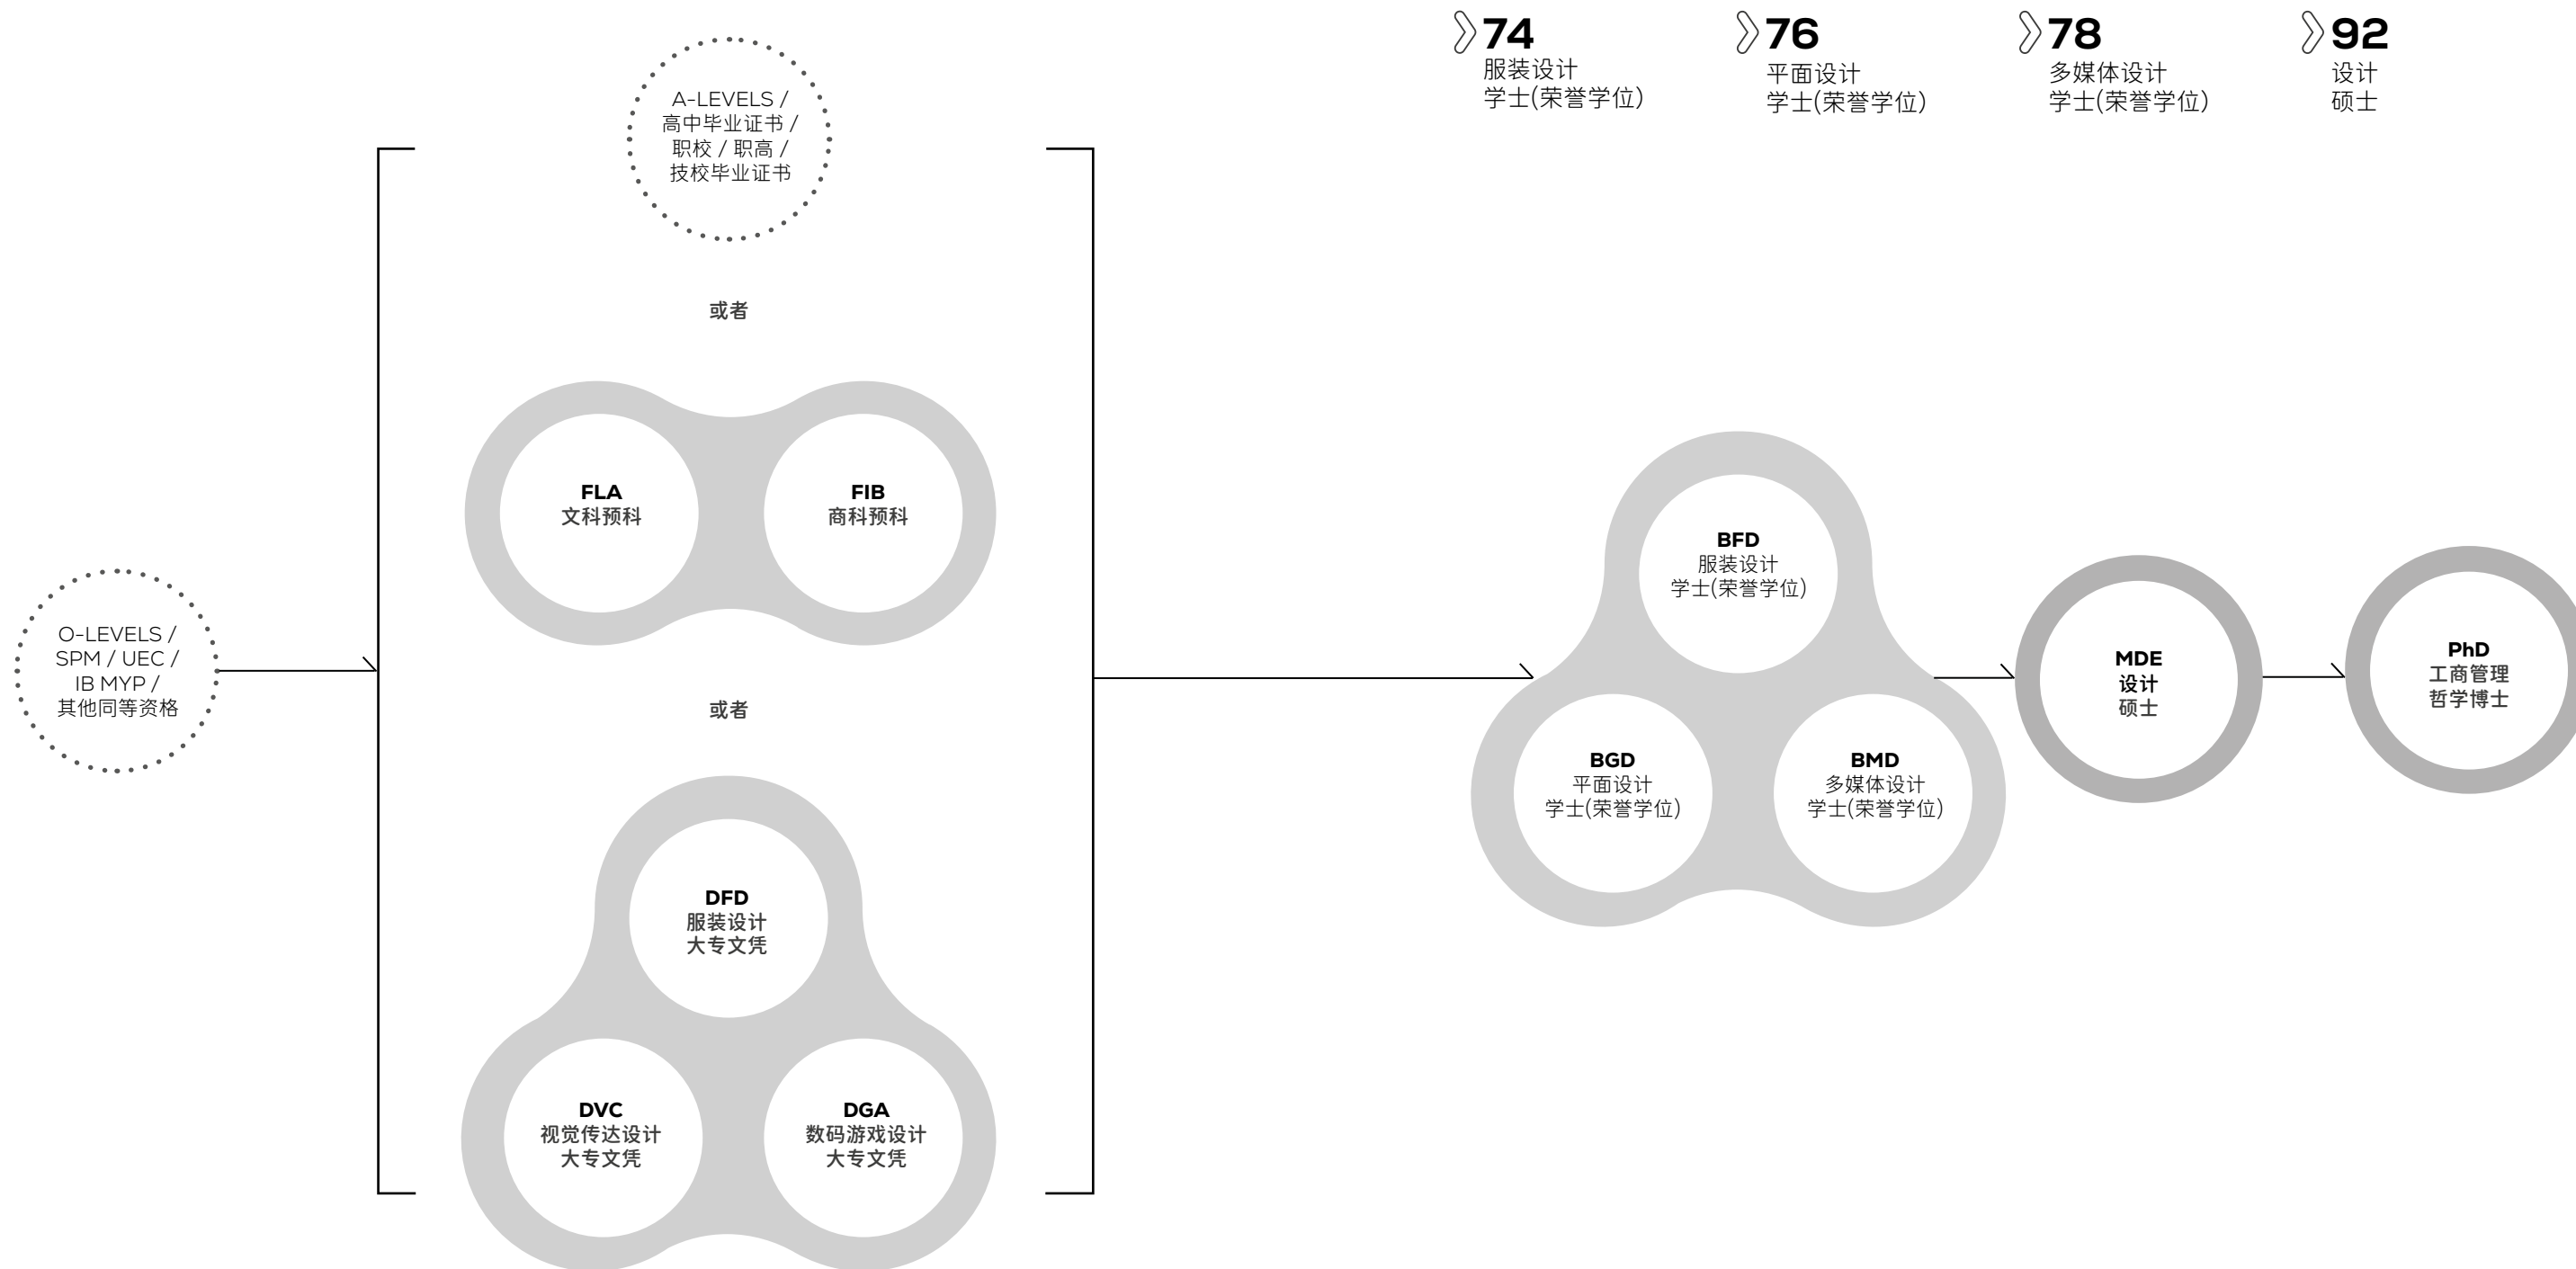 74
服装设计
学士(荣誉学位)
76
平面设计
学士(荣誉学位)
78
多媒体设计
学士(荣誉学位)
92
设计
硕士
A-LEVELS /
高中毕业证书 /
职校 / 职高 /
技校毕业证书
或者
FLA
文科预科
FIB
商科预科
O-LEVELS /
SPM / UEC /
IB MYP /
其他同等资格
或者
DFD
服装设计
大专文凭
DVC
视觉传达设计
大专文凭
DGA
数码游戏设计
大专文凭
BFD
服装设计
学士(荣誉学位)
BGD
平面设计
学士(荣誉学位)
BMD
多媒体设计
学士(荣誉学位)
MDE
设计
硕士
PhD
工商管理
哲学博士